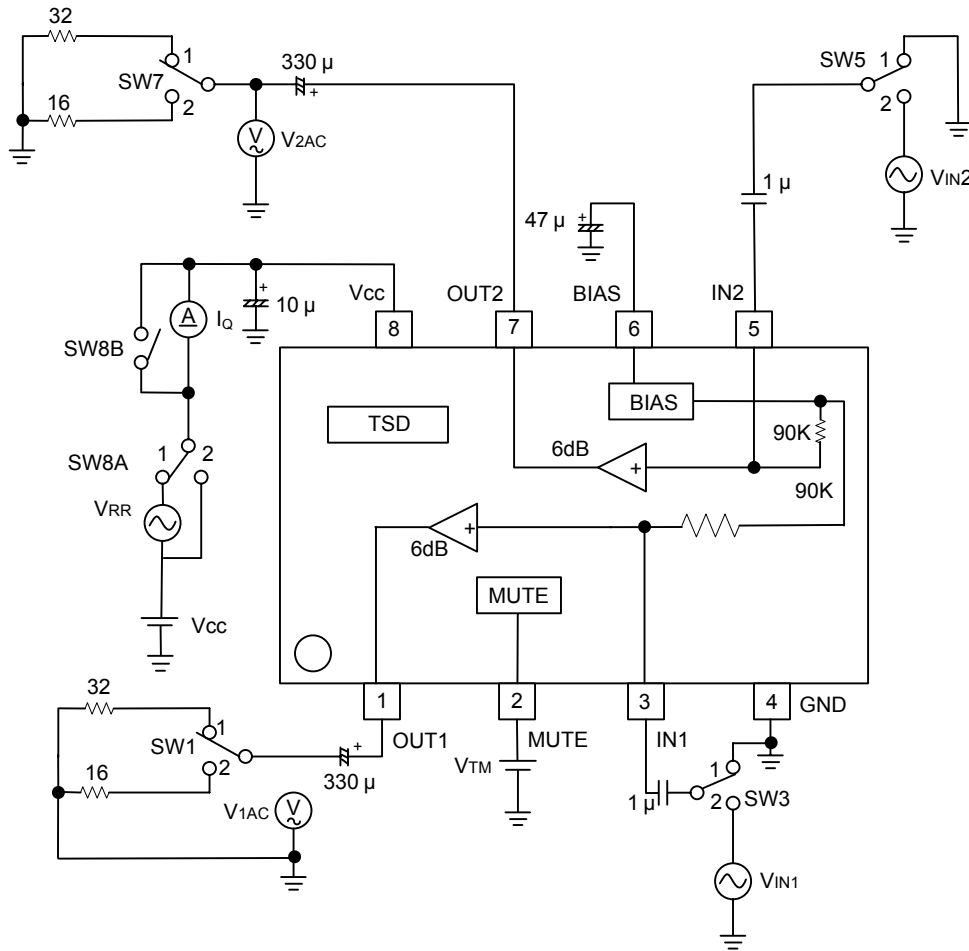 32
1
SW7
2
16
330 µ
+
V
V2AC
SW5
1
2
1 µ
VIN2
47 µ
+
Vcc
OUT2
BIAS
IN2
8
7
6
5
A
IQ
+
10 µ
SW8B
SW8A
1
2
VRR
Vcc
TSD
BIAS
90K
6dB
+
90K
6dB
+
MUTE
1
2
3
4
GND
OUT1
MUTE
IN1
32
1
SW1
2
16
+
330 µ
V1AC
V
VTM
1 µ
1
2
SW3
VIN1